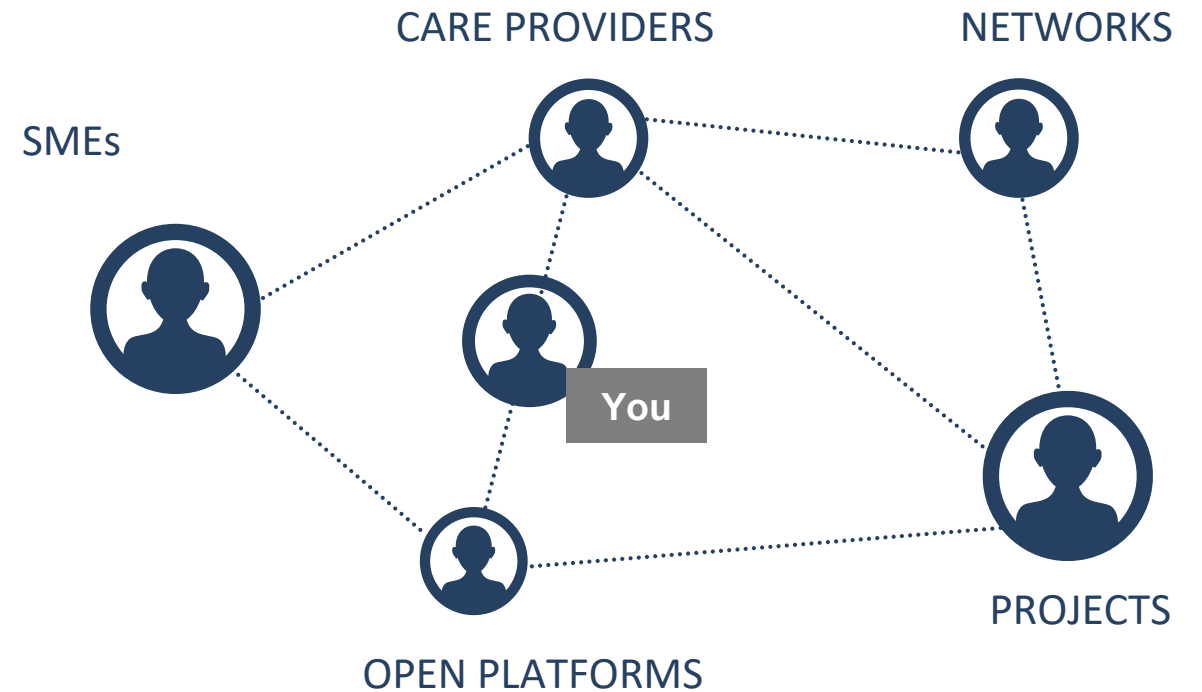 CARE PROVIDERS
NETWORKS
SMEs
You
PROJECTS
OPEN PLATFORMS